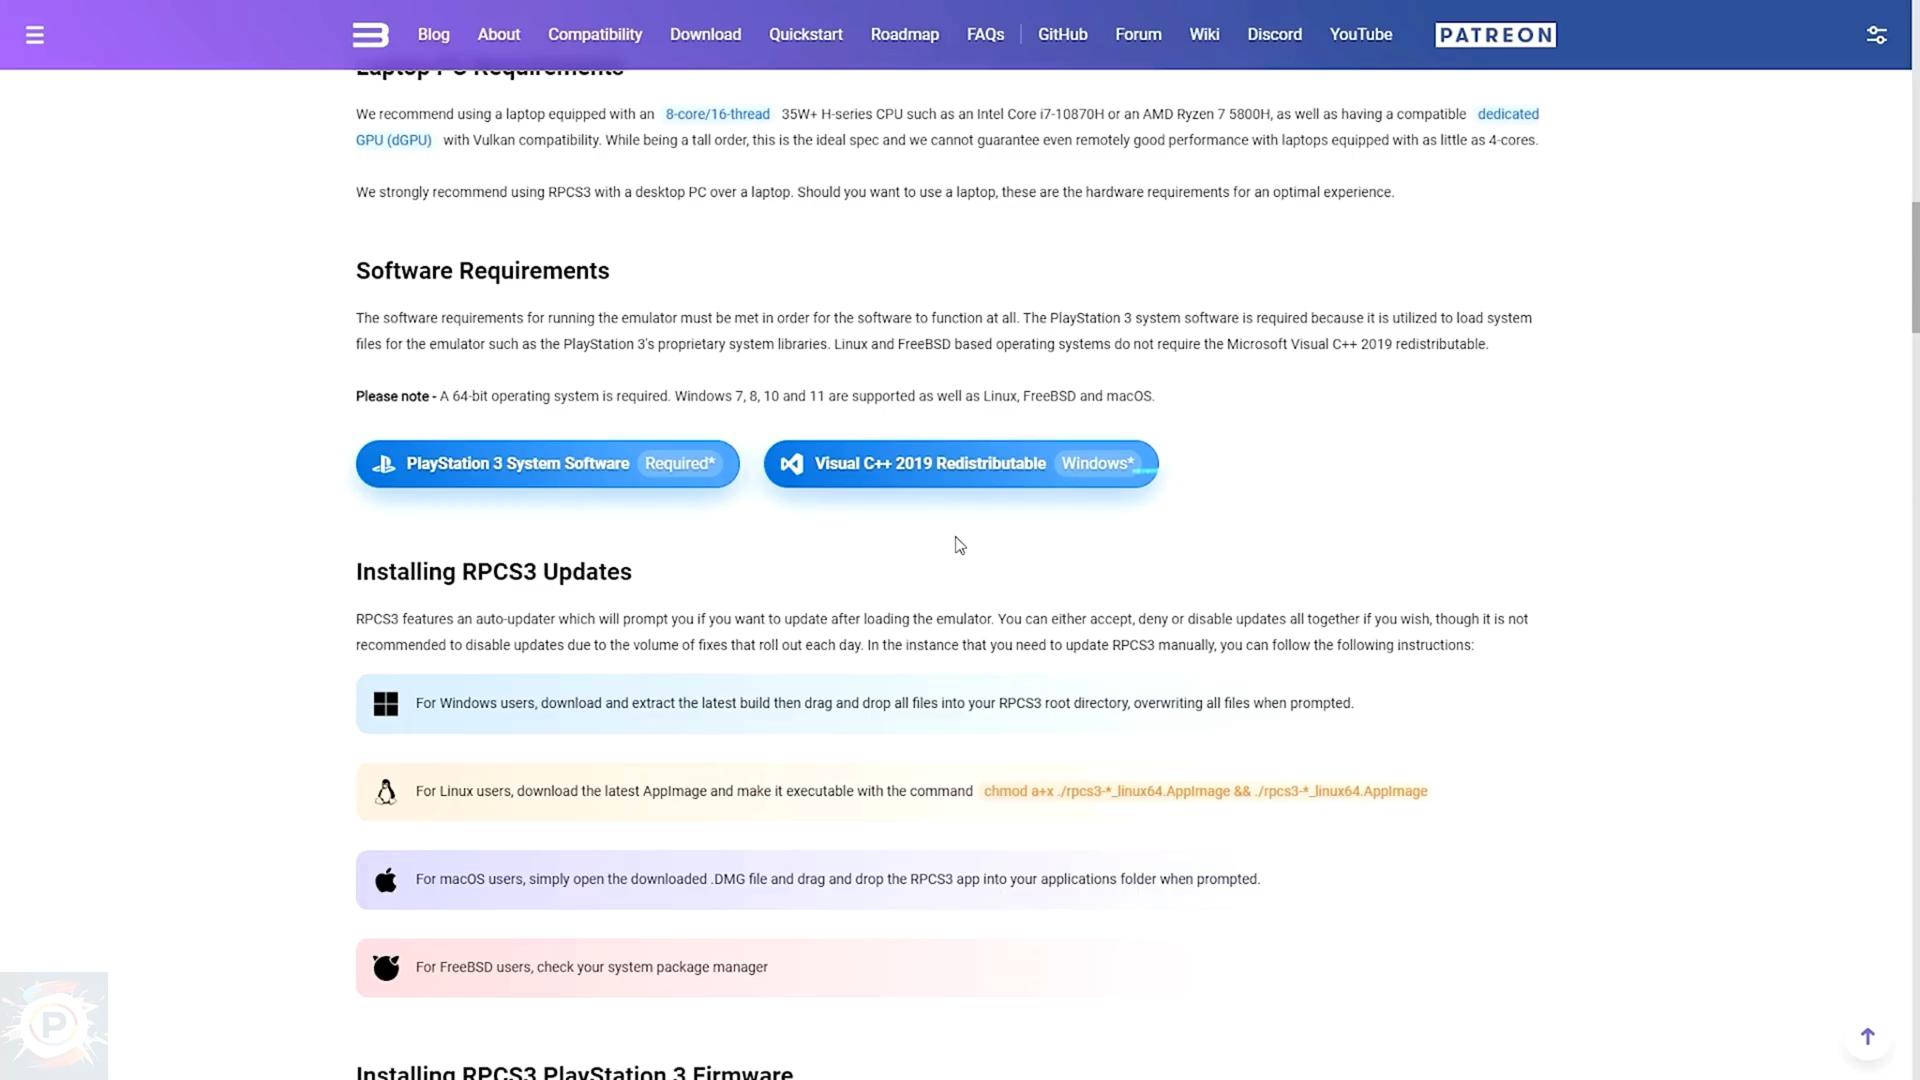 Blog About Compatibility Download Quickstart Roadmap FAQs GitHub Forum Wiki Discord YouTube PATREON
Laptop PC Requirements
We recommend using a laptop equipped with an 8-core/16-thread 35W+ H-series CPU such as an Intel Core i7-10870H or an AMD Ryzen 7 5800H, as well as having a compatible dedicated
GPU (dGPU) with Vulkan compatibility. While being a tall order, this is the ideal spec and we cannot guarantee even remotely good performance with laptops equipped with as little as 4-cores.
We strongly recommend using RPCS3 with a desktop PC over a laptop. Should you want to use a laptop, these are the hardware requirements for an optimal experience.
Software Requirements
The software requirements for running the emulator must be met in order for the software to function at all. The PlayStation 3 system software is required because it is utilized to load system
files for the emulator such as the PlayStation 3's proprietary system libraries. Linux and FreeBSD based operating systems do not require the Microsoft Visual C++ 2019 redistributable.
Please note - A 64-bit operating system is required. Windows 7, 8, 10 and 11 are supported as well as Linux, FreeBSD and macOS.
PlayStation 3 System Software Required* Visual C++ 2019 Redistributable Windows*
Installing RPCS3 Updates
RPCS3 features an auto-updater which will prompt you if you want to update after loading the emulator. You can either accept, deny or disable updates all together if you wish, though it is not
recommended to disable updates due to the volume of fixes that roll out each day. In the instance that you need to update RPCS3 manually, you can follow the following instructions:
For Windows users, download and extract the latest build then drag and drop all files into your RPCS3 root directory, overwriting all files when prompted.
For Linux users, download the latest AppImage and make it executable with the command chmod a+x ./rpcs3-*_linux64.AppImage && ./rpcs3-*_linux64.AppImage
For macOS users, simply open the downloaded .DMG file and drag and drop the RPCS3 app into your applications folder when prompted.
For FreeBSD users, check your system package manager
P
Installing RPCS3 PlayStation 3 Firmware